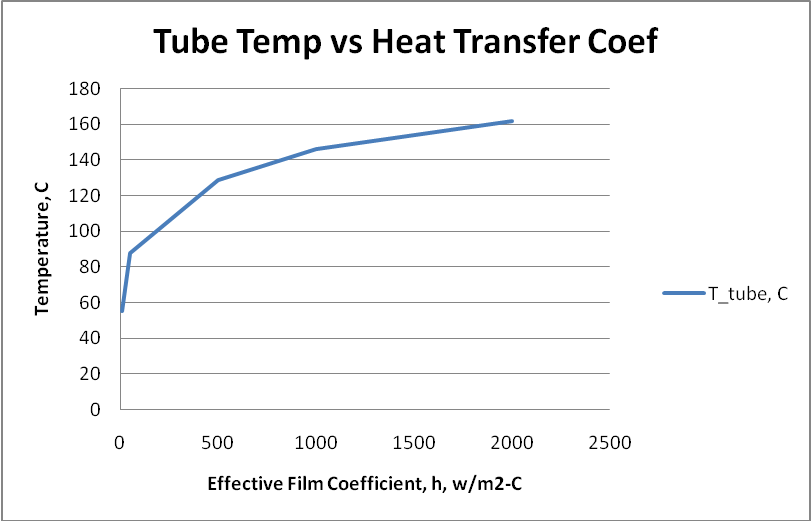 Tube Temp vs Heat Transfer Coef
180
160
140
120
100
80
60
40
20
0
Temperature, C
0 500 1000 1500 2000 2500
Effective Film Coefficient, h, w/m2-C
T_tube, C